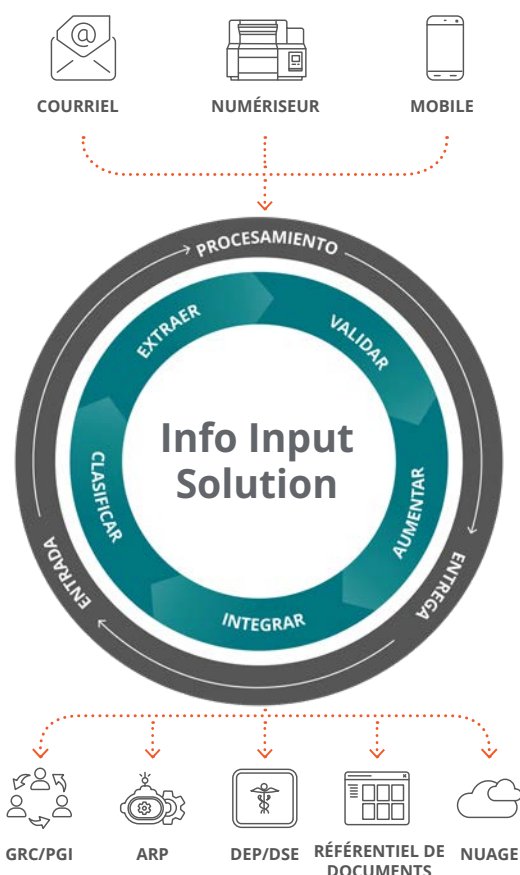 @
COURRIEL
NUMÉRISEUR
MOBILE
PROCESAMIENTO
EXTRAER
VALIDAR
Info Input
Solution
CLASIFICAR
AUMENTAR
ENTRADA
ENTREGA
INTEGRAR
GRC/PGI
ARP
DEP/DSE
RÉFÉRENTIEL DE
DOCUMENTS
NUAGE